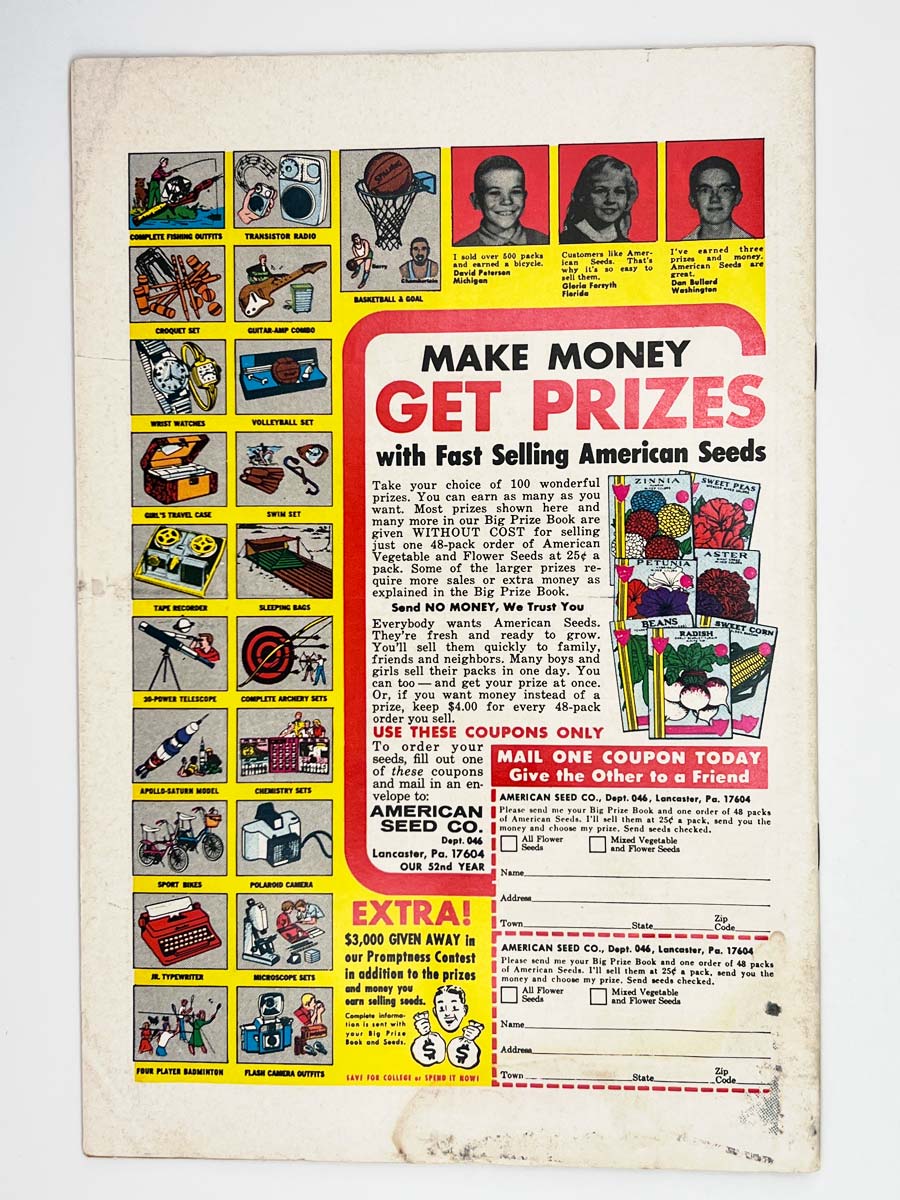 COMPLETE FISHING OUTFITS
TRANSISTOR RADIO
SPALDING
Barry
Chamberlain
BASKETBALL & GOAL
I sold over 500 packs
and earned a bicycle.
David Peterson
Michigan
Customers like Amer-
ican Seeds. That's
why it's so easy to
sell them.
Gloria Forsyth
Florida
I've earned three
prizes and money.
American Seeds are
great.
Dan Bullard
Washington
CROQUET SET
GUITAR-AMP COMBO
WRIST WATCHES
VOLLEYBALL SET
GIRL'S TRAVEL CASE
SWIM SET
TAPE RECORDER
SLEEPING BAGS
30-POWER TELESCOPE
COMPLETE ARCHERY SETS
APOLLO-SATURN MODEL
CHEMISTRY SETS
SPORT BIKES
POLAROID CAMERA
JR. TYPEWRITER
MICROSCOPE SETS
FOUR PLAYER BADMINTON
FLASH CAMERA OUTFITS
MAKE MONEY
GET PRIZES
with Fast Selling American Seeds
Take your choice of 100 wonderful
prizes. You can earn as many as you
want. Most prizes shown here and
many more in our Big Prize Book are
given WITHOUT COST for selling
just one 48-pack order of American
Vegetable and Flower Seeds at 25¢ a
pack. Some of the larger prizes re-
quire more sales or extra money as
explained in the Big Prize Book.
Send NO MONEY, We Trust You
Everybody wants American Seeds.
They're fresh and ready to grow.
You'll sell them quickly to family,
friends and neighbors. Many boys and
girls sell their packs in one day. You
can too — and get your prize at once.
Or, if you want money instead of a
prize, keep $4.00 for every 48-pack
order you sell.
ZINNIA
SWEET PEAS
PETUNIA
ASTER
BEANS
RADISH
SWEET CORN
USE THESE COUPONS ONLY
To order your
seeds, fill out one
of these coupons
and mail in an en-
velope to:
AMERICAN
SEED CO.
Dept. 046
Lancaster, Pa. 17604
OUR 52nd YEAR
MAIL ONE COUPON TODAY
Give the Other to a Friend
AMERICAN SEED CO., Dept. 046, Lancaster, Pa. 17604
Please send me your Big Prize Book and one order of 48 packs
of American Seeds. I'll sell them at 25¢ a pack, send you the
money and choose my prize. Send seeds checked.
All Flower Seeds
Mixed Vegetable and Flower Seeds
Name
Address
Town State Zip Code
AMERICAN SEED CO., Dept. 046, Lancaster, Pa. 17604
Please send me your Big Prize Book and one order of 48 packs
of American Seeds. I'll sell them at 25¢ a pack, send you the
money and choose my prize. Send seeds checked.
All Flower Seeds
Mixed Vegetable and Flower Seeds
Name
Address
Town State Zip Code
EXTRA!
$3,000 GIVEN AWAY in
our Promptness Contest
in addition to the prizes
and money you
earn selling seeds.
Complete informa-
tion is sent with
your Big Prize
Book and Seeds.
$ $
SAVE FOR COLLEGE or SPEND IT NOW!